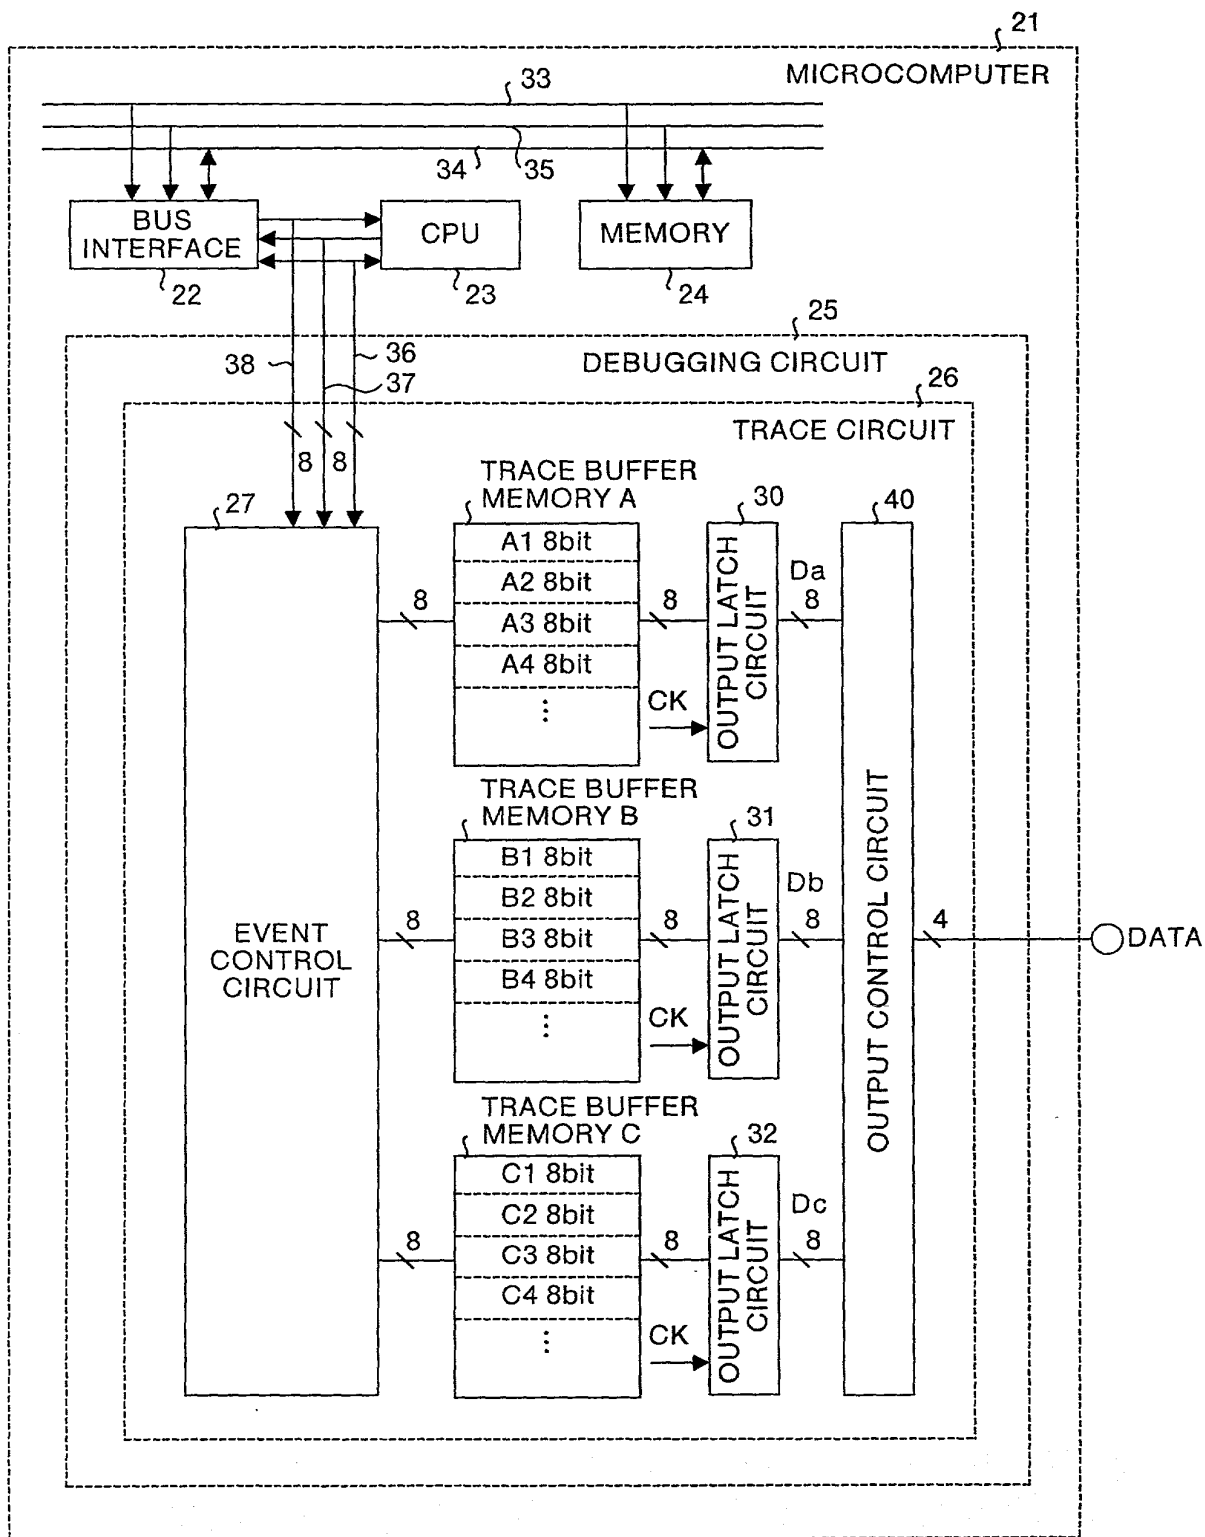 21
MICROCOMPUTER
33
34
35
BUS
INTERFACE
CPU
MEMORY
22
23
24
25
38
36
DEBUGGING CIRCUIT
37
26
TRACE CIRCUIT
8
8
27
TRACE BUFFER
MEMORY A
30
40
A1 8bit
A2 8bit
A3 8bit
A4 8bit
⋮
8
8
CK
OUTPUT LATCH
CIRCUIT
Da
8
TRACE BUFFER
MEMORY B
31
B1 8bit
B2 8bit
B3 8bit
B4 8bit
⋮
8
8
CK
OUTPUT LATCH
CIRCUIT
Db
8
EVENT
CONTROL
CIRCUIT
OUTPUT CONTROL CIRCUIT
4
DATA
TRACE BUFFER
MEMORY C
32
C1 8bit
C2 8bit
C3 8bit
C4 8bit
⋮
8
8
CK
OUTPUT LATCH
CIRCUIT
Dc
8